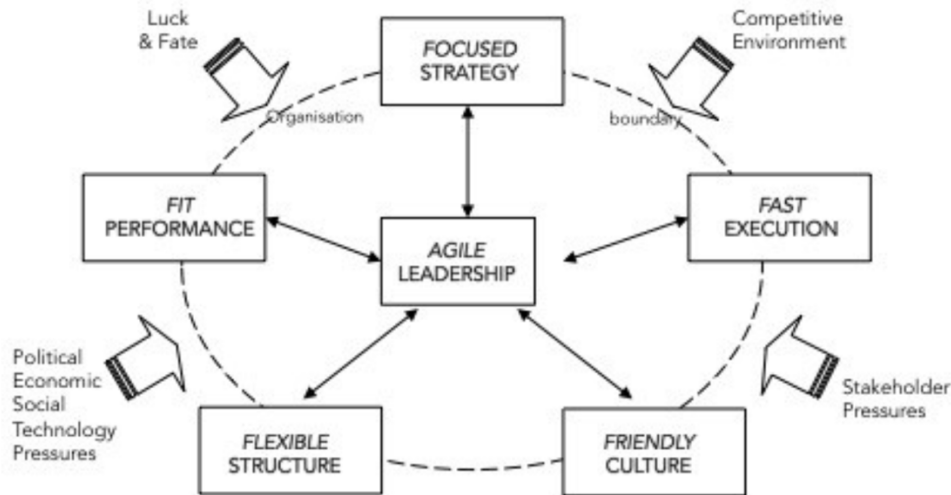 Luck
& Fate
FOCUSED
STRATEGY
Competitive
Environment
Organisation
boundary
FIT
PERFORMANCE
AGILE
LEADERSHIP
FAST
EXECUTION
Political
Economic
Social
Technology
Pressures
Stakeholder
Pressures
FLEXIBLE
STRUCTURE
FRIENDLY
CULTURE